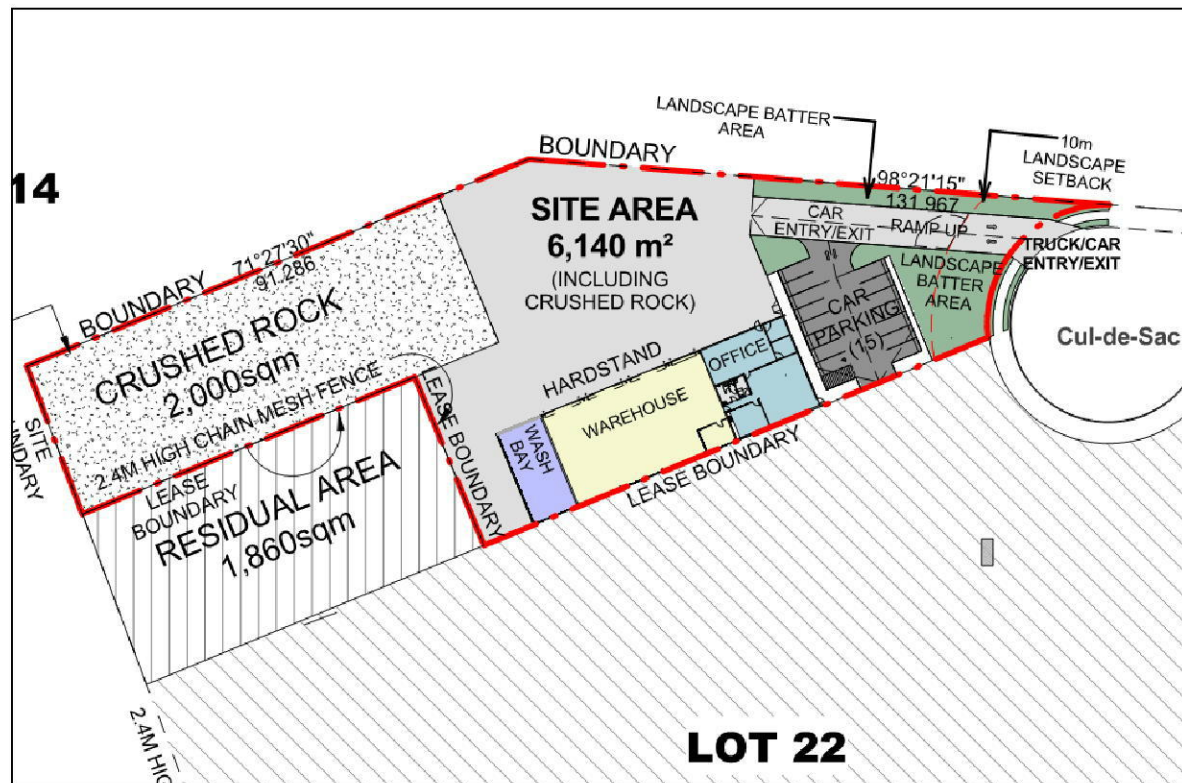 LANDSCAPE BATTER
AREA
10m
LANDSCAPE
SETBACK
BOUNDARY
14
98°21'15"
131.967
SITE AREA
6,140 m²
(INCLUDING
CRUSHED ROCK)
CAR
ENTRY/EXIT
RAMP UP
TRUCK/CAR
ENTRY/EXIT
LANDSCAPE
BATTER
AREA
BOUNDARY
71°27'30"
91.286
CRUSHED ROCK
2,000sqm
CAR
PARKING
(15)
Cul-de-Sac
HARDSTAND
OFFICE
WAREHOUSE
WASH
BAY
2.4M HIGH CHAIN MESH FENCE
LEASE BOUNDARY
SITE
UNDARY
LEASE
BOUNDARY
RESIDUAL AREA
1,860sqm
LEASE BOUNDARY
2.4M HIG
LOT 22